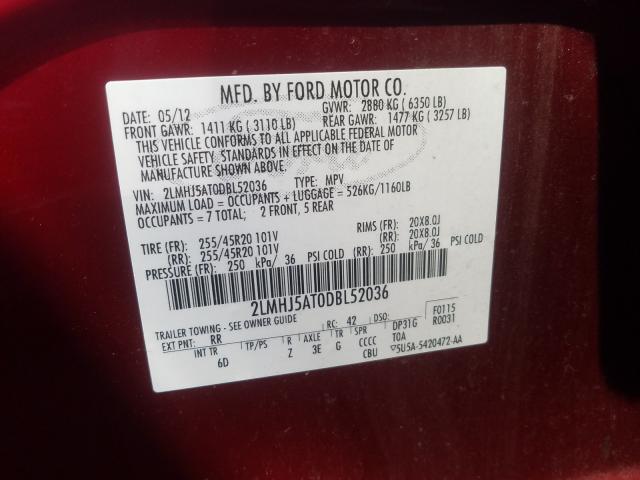 MFD. BY FORD MOTOR CO.
DATE: 05/12 GVWR: 2880 KG ( 6350 LB)
FRONT GAWR: 1411 KG ( 3110 LB) REAR GAWR: 1477 KG ( 3257 LB)
THIS VEHICLE CONFORMS TO ALL APPLICABLE FEDERAL MOTOR
VEHICLE SAFETY STANDARDS IN EFFECT ON THE DATE OF
MANUFACTURE SHOWN ABOVE.
VIN: 2LMHJ5AT0DBL52036 TYPE: MPV
MAXIMUM LOAD = OCCUPANTS + LUGGAGE = 526KG/1160LB
OCCUPANTS = 7 TOTAL; 2 FRONT, 5 REAR
TIRE (FR): 255/45R20 101V RIMS (FR): 20X8.0J
(RR): 255/45R20 101V (RR): 20X8.0J
PRESSURE (FR): 250 kPa/ 36 PSI COLD (RR): 250 kPa/ 36 PSI COLD
2LMHJ5AT0DBL52036
TRAILER TOWING - SEE OWNER GUIDE
EXT PNT: RR RC: 42 DSO: F0115
INT TR TP/PS R AXLE TR SPR DP31G R0031
6D Z 3E G CCCC T0A
CBU 5U5A-5420472-AA